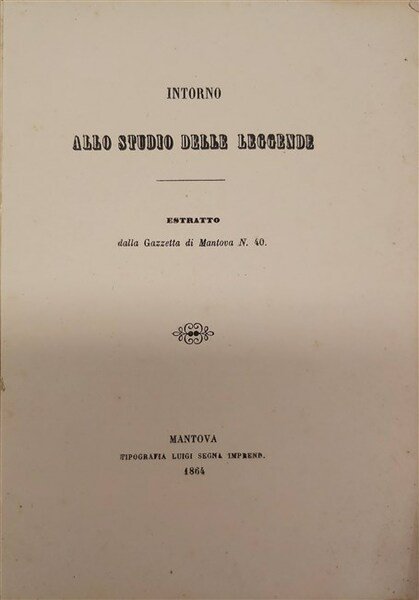 INTORNO
ALLO STUDIO DELLE LEGGENDE
ESTRATTO
dalla Gazzetta di Mantova N. 40.
MANTOVA
TIPOGRAFIA LUIGI SEGNA IMPREND.
1864